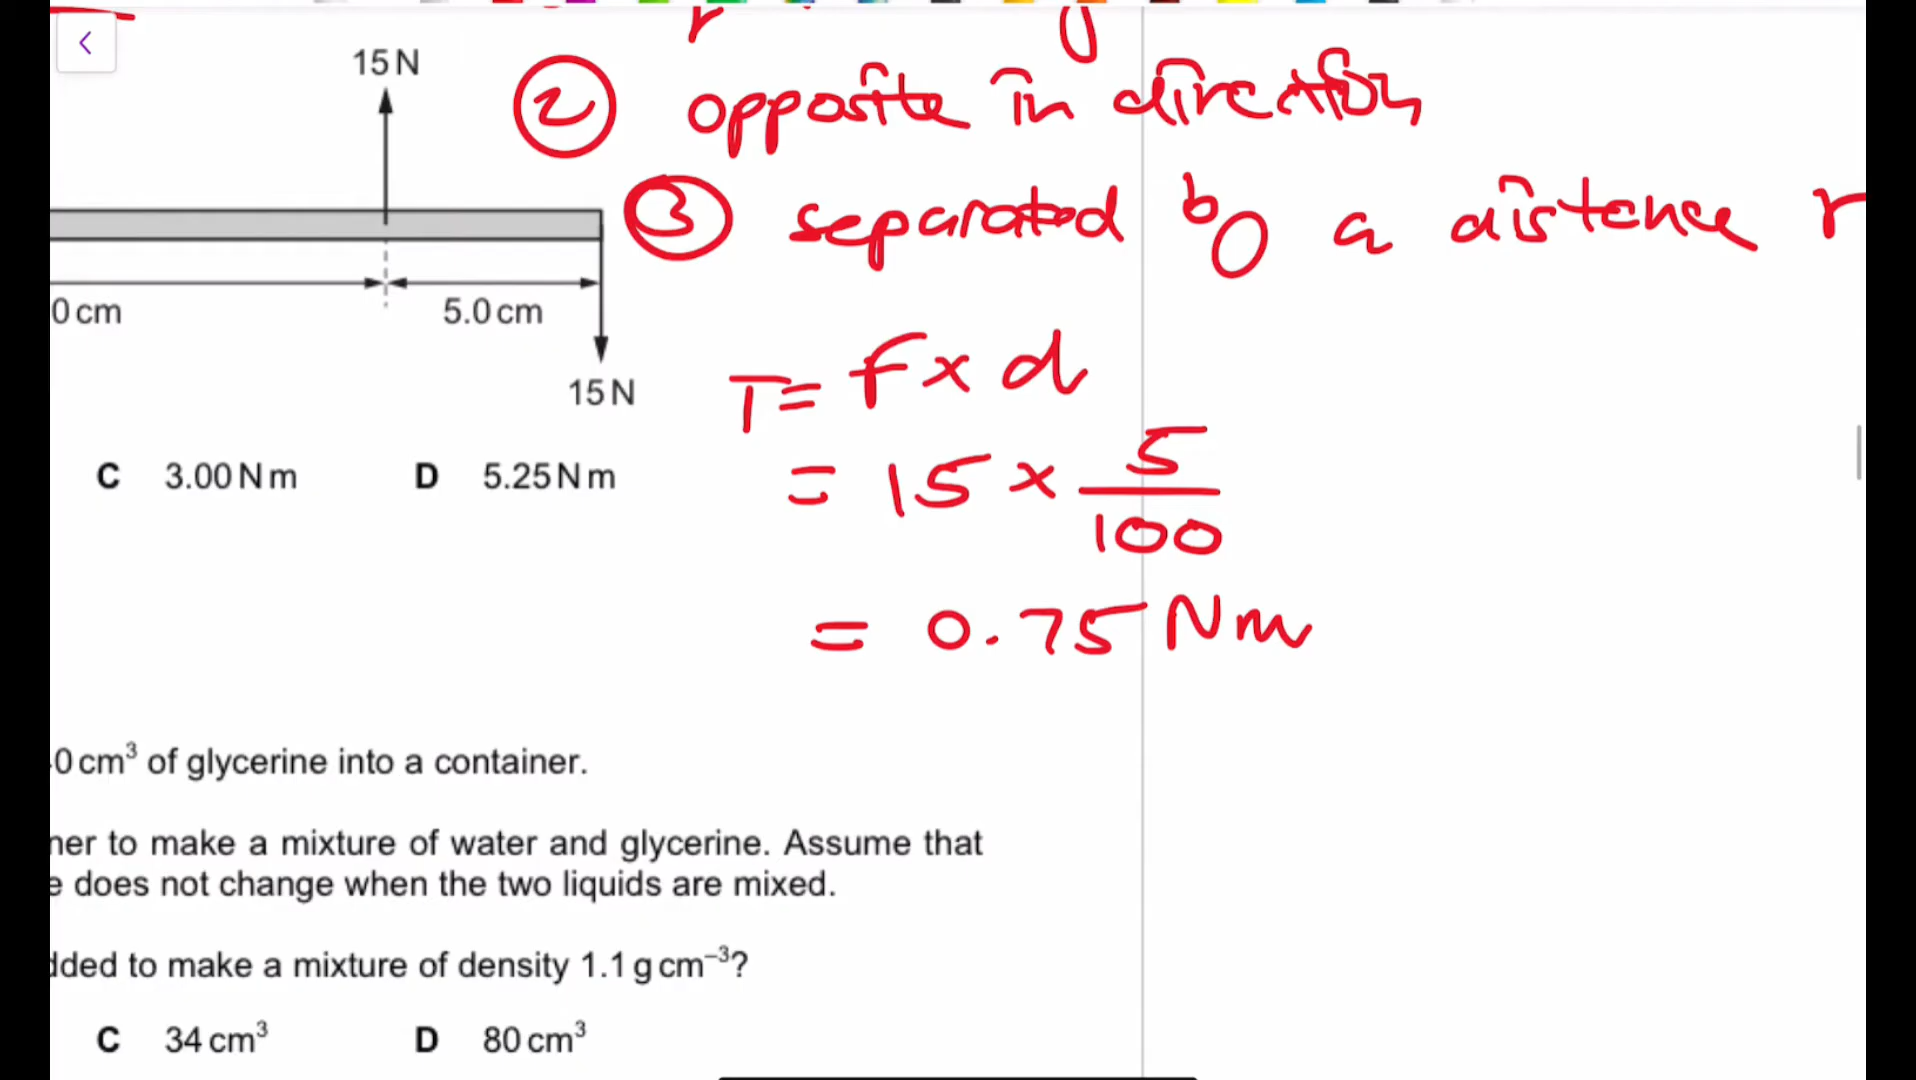 15 N
② opposite in direction
③ separated by a distance r
0 cm
5.0 cm
15 N
T = F x d
= 15 x 5/100
= 0.75 Nm
C 3.00 N m D 5.25 N m
0 cm³ of glycerine into a container.
ner to make a mixture of water and glycerine. Assume that
e does not change when the two liquids are mixed.
dded to make a mixture of density 1.1 g cm⁻³?
C 34 cm³ D 80 cm³